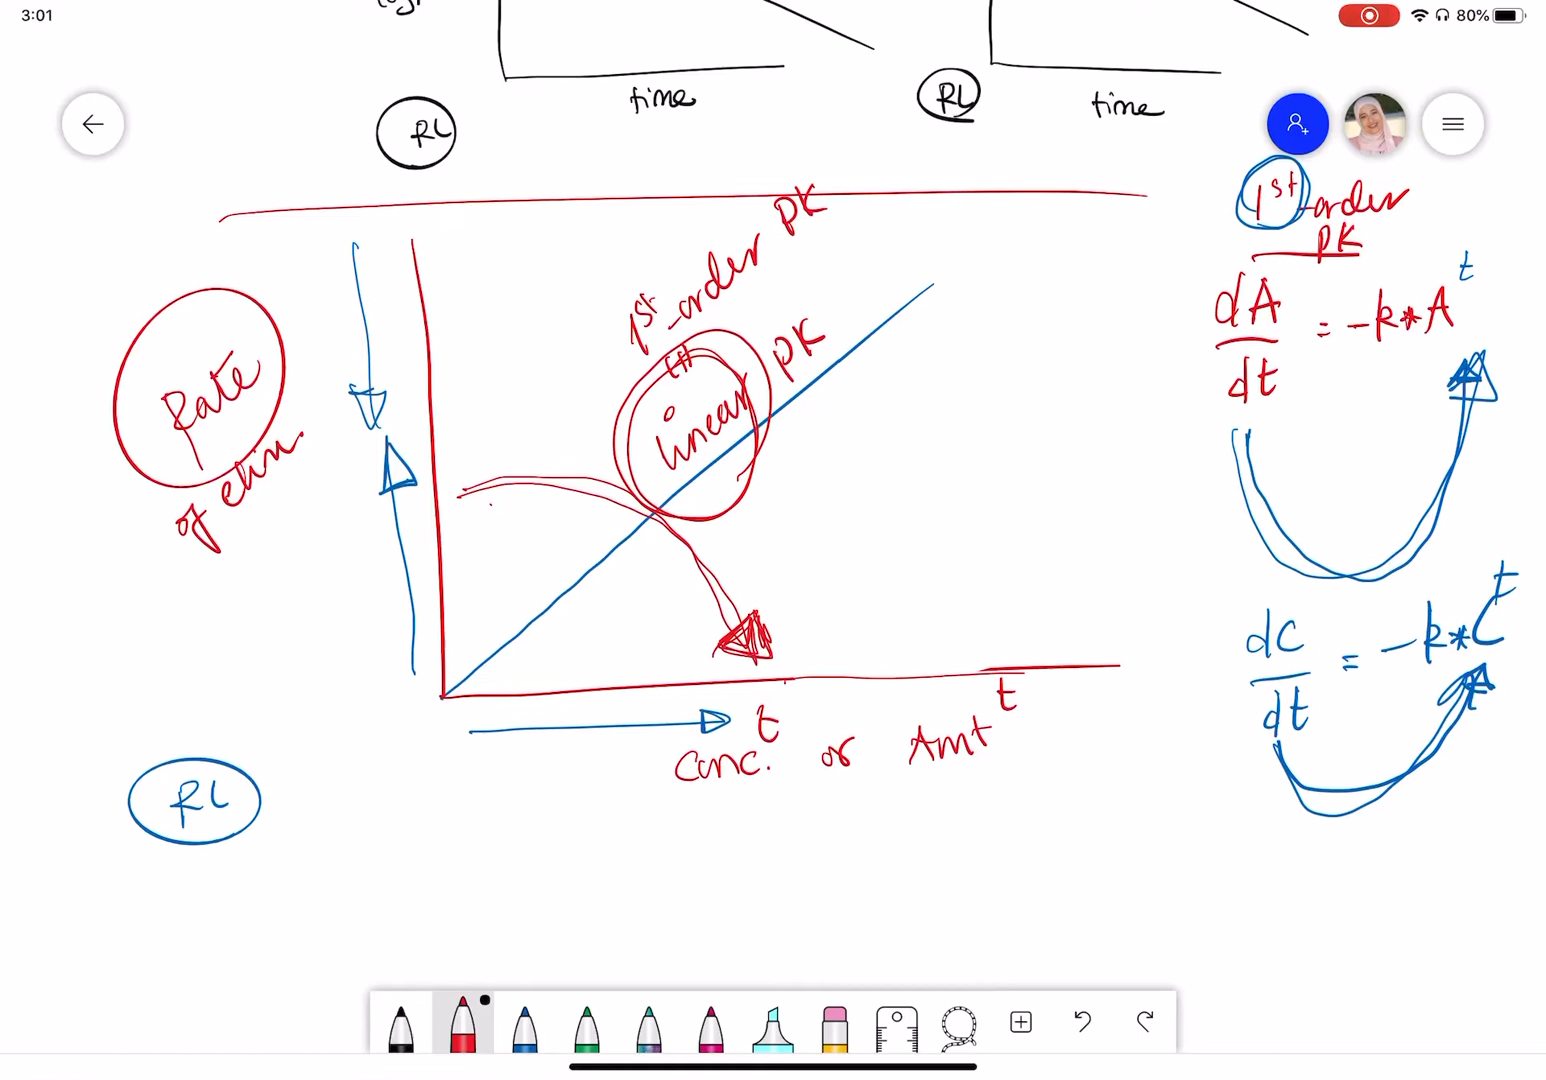 3:01
80%
time
time
RL
RL
1st-order
PK
dA/dt = -k*A^t
1st-order PK
linear PK
Rate
of elim.
dC/dt = -k*C^t
t
t
Conc. or Amt
RL